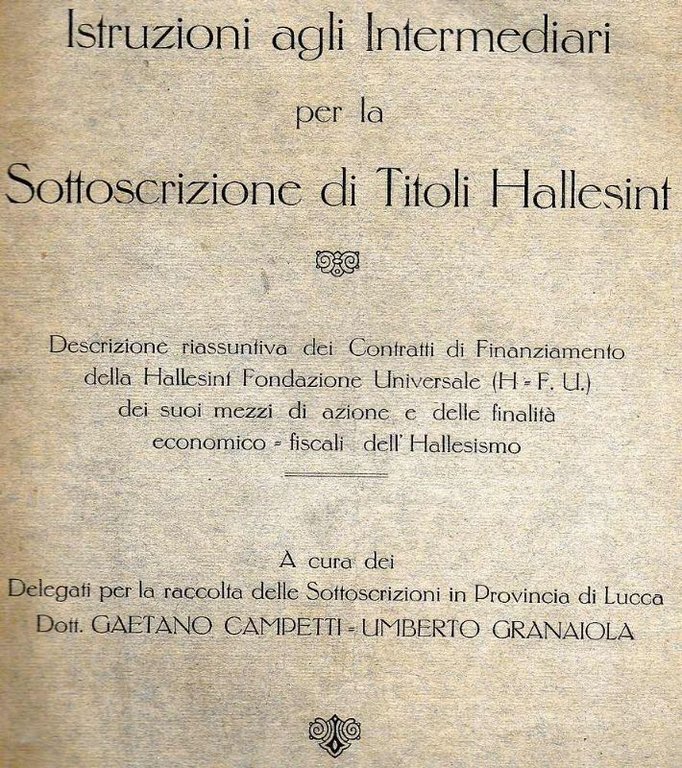 Istruzioni agli Intermediari
per la
Sottoscrizione di Titoli Hallesint
Descrizione riassuntiva dei Contratti di Finanziamento
della Hallesint Fondazione Universale (H = F. U.)
dei suoi mezzi di azione e delle finalità
economico = fiscali dell' Hallesismo
A cura dei
Delegati per la raccolta delle Sottoscrizioni in Provincia di Lucca
Dott. GAETANO CAMPETTI = UMBERTO GRANAIOLA